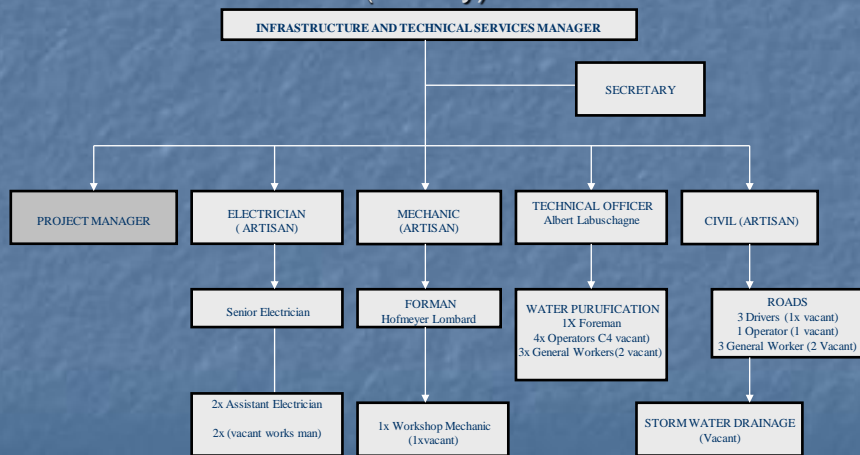 INFRASTRUCTURE AND TECHNICAL SERVICES MANAGER
SECRETARY
PROJECT MANAGER
ELECTRICIAN
( ARTISAN)
MECHANIC
(ARTISAN)
TECHNICAL OFFICER
Albert Labuschagne
CIVIL (ARTISAN)
Senior Electrician
FORMAN
Hofmeyer Lombard
WATER PURUFICATION
1X Foreman
4x Operators C4 vacant)
3x General Workers(2 vacant)
ROADS
3 Drivers (1x vacant)
1 Operator (1 vacant)
3 General Worker (2 Vacant)
2x Assistant Electrician
2x (vacant works man)
1x Workshop Mechanic
(1xvacant)
STORM WATER DRAINAGE
(Vacant)